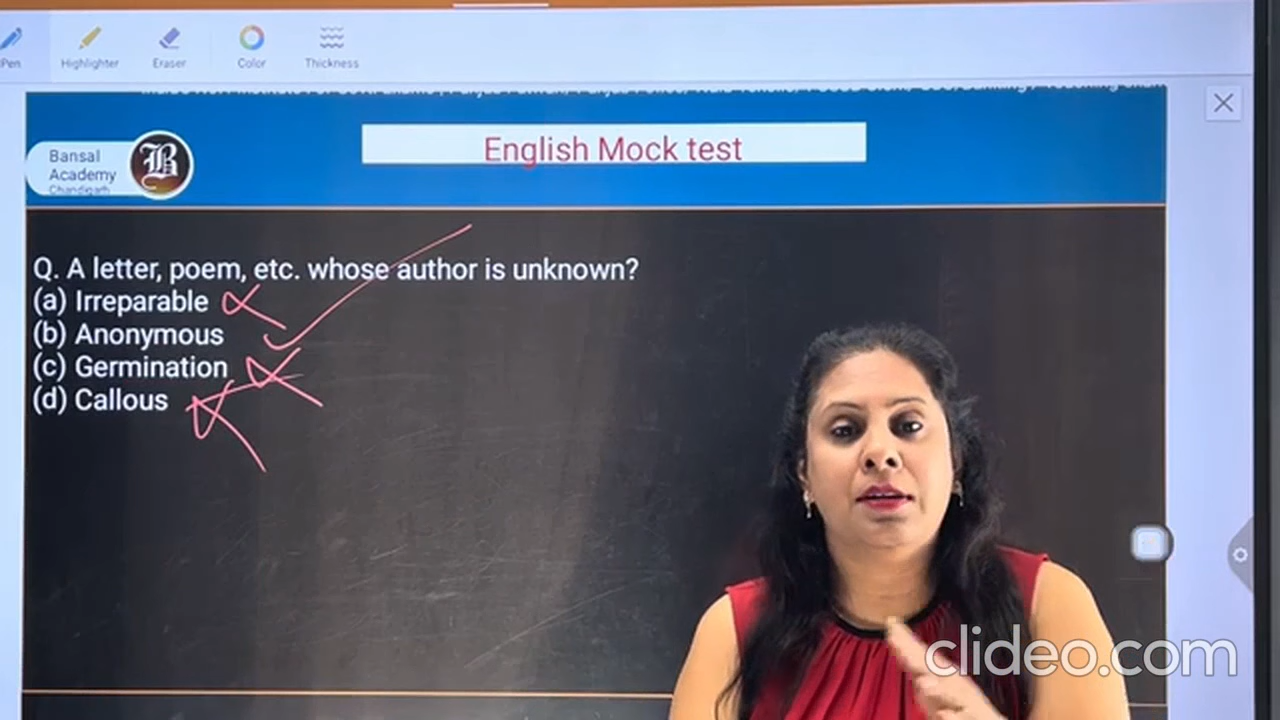 Pen
Highlighter
Eraser
Color
Thickness
Bansal
Academy
Chandigarh
B
English Mock test
Q. A letter, poem, etc. whose author is unknown?
(a) Irreparable
(b) Anonymous
(c) Germination
(d) Callous
clideo.com